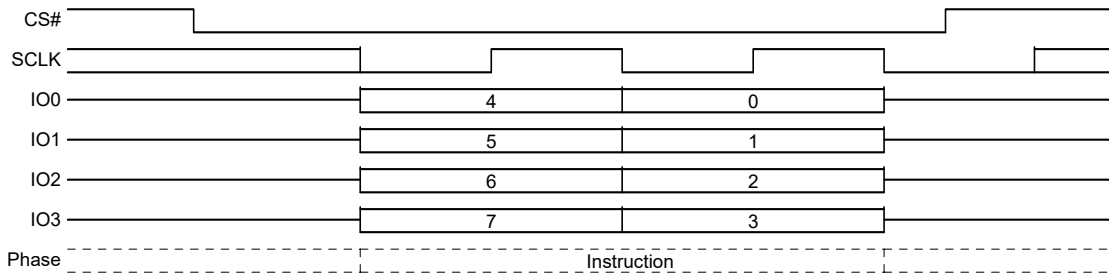 CS#
SCLK
IO0 4 0
IO1 5 1
IO2 6 2
IO3 7 3
Phase Instruction